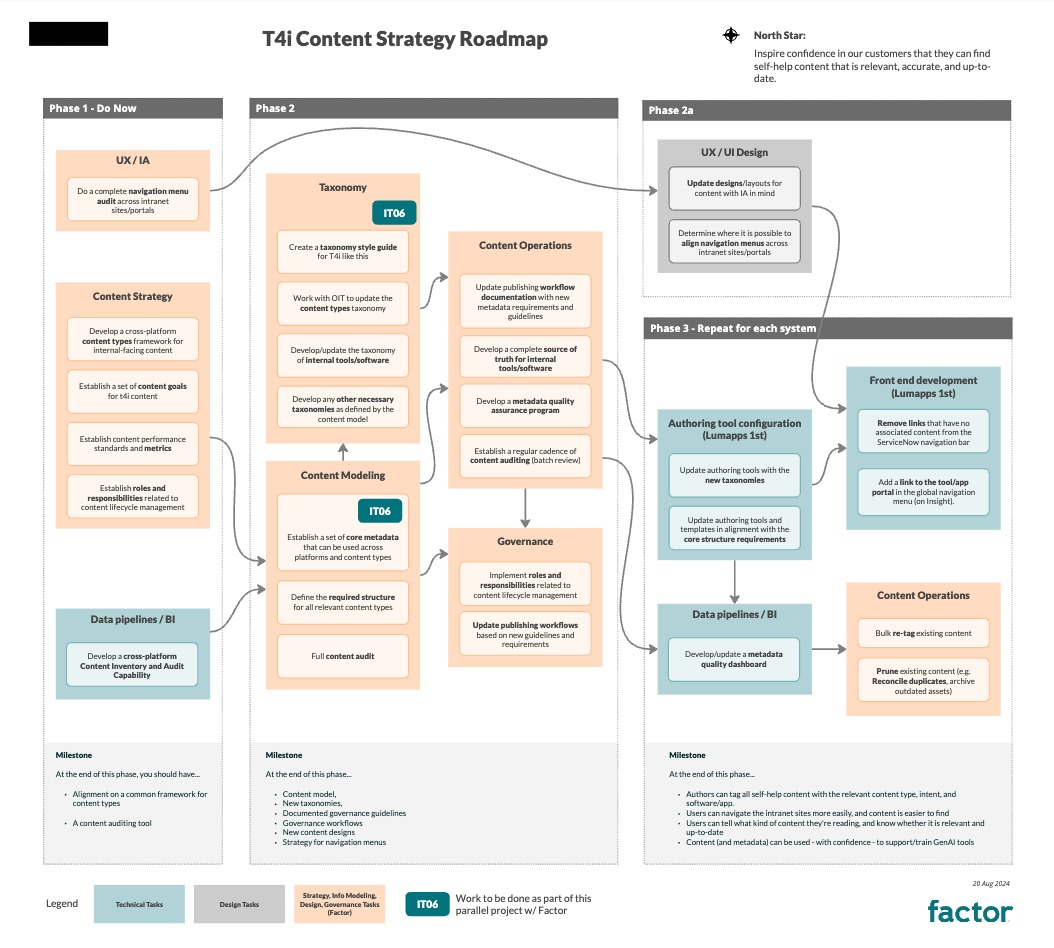 T4i Content Strategy Roadmap
North Star:
Inspire confidence in our customers that they can find
self-help content that is relevant, accurate, and up-to-
date.
Phase 1 - Do Now
UX / IA
Do a complete navigation menu
audit across intranet
sites/portals
Content Strategy
Develop a cross-platform
content types framework for
internal-facing content
Establish a set of content goals
for t4i content
Establish content performance
standards and metrics
Establish roles and
responsibilities related to
content lifecycle management
Data pipelines / BI
Develop a cross-platform
Content Inventory and Audit
Capability
Milestone
At the end of this phase, you should have...
• Alignment on a common framework for
content types
• A content auditing tool
Phase 2
Taxonomy
IT06
Create a taxonomy style guide
for T4i like this
Work with OIT to update the
content types taxonomy
Develop/update the taxonomy
of internal tools/software
Develop any other necessary
taxonomies as defined by the
content model
Content Modeling
IT06
Establish a set of core metadata
that can be used across
platforms and content types
Define the required structure
for all relevant content types
Full content audit
Content Operations
Update publishing workflow
documentation with new
metadata requirements and
guidelines
Develop a complete source of
truth for internal
tools/software
Develop a metadata quality
assurance program
Establish a regular cadence of
content auditing (batch review)
Governance
Implement roles and
responsibilities related to
content lifecycle management
Update publishing workflows
based on new guidelines and
requirements
Milestone
At the end of this phase...
• Content model,
• New taxonomies,
• Documented governance guidelines
• Governance workflows
• New content designs
• Strategy for navigation menus
Phase 2a
UX / UI Design
Update designs/layouts for
content with IA in mind
Determine where it is possible to
align navigation menus across
intranet sites/portals
Phase 3 - Repeat for each system
Authoring tool configuration
(Lumapps 1st)
Update authoring tools with the
new taxonomies
Update authoring tools and
templates in alignment with the
core structure requirements
Data pipelines / BI
Develop/update a metadata
quality dashboard
Front end development
(Lumapps 1st)
Remove links that have no
associated content from the
ServiceNow navigation bar
Add a link to the tool/app
portal in the global navigation
menu (on Insight).
Content Operations
Bulk re-tag existing content
Prune existing content (e.g.
Reconcile duplicates, archive
outdated assets)
Milestone
At the end of this phase...
• Authors can tag all self-help content with the relevant content type, intent, and
software/app.
• Users can navigate the intranet sites more easily, and content is easier to find
• Users can tell what kind of content they're reading, and know whether it is relevant and
up-to-date
• Content (and metadata) can be used - with confidence - to support/train GenAI tools
Legend
Technical Tasks
Design Tasks
Strategy, Info Modeling,
Design, Governance Tasks
(Factor)
IT06
Work to be done as part of this
parallel project w/ Factor
20 Aug 2024
factor